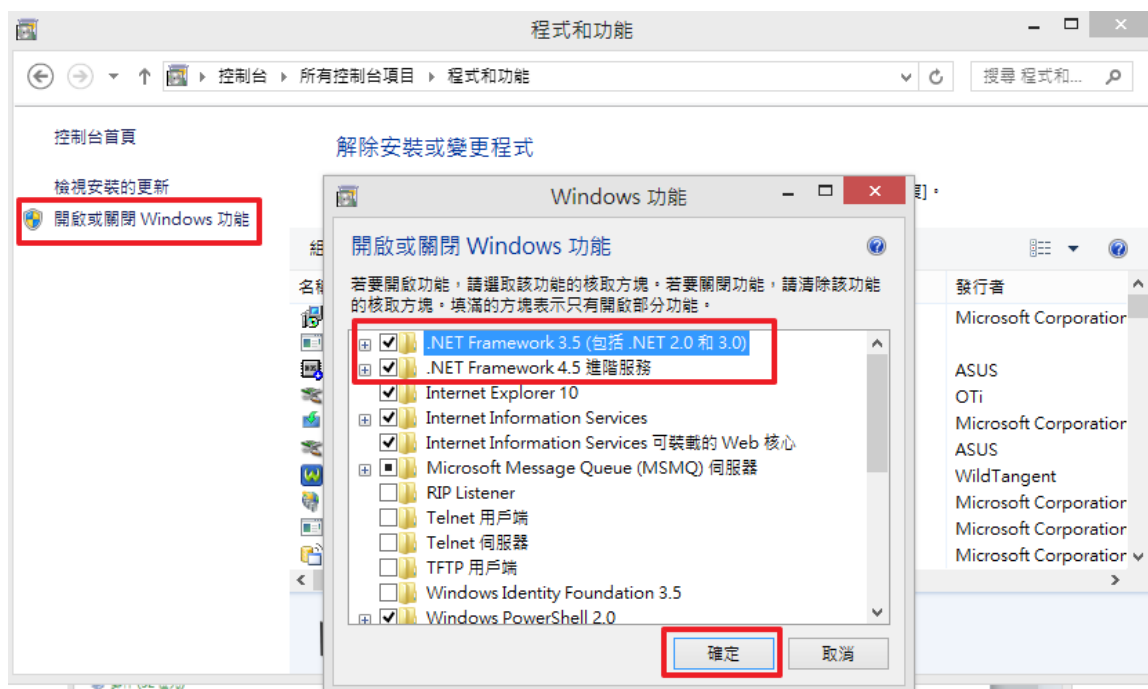 程式和功能
控制台 所有控制台項目 程式和功能
搜尋 程式和...
控制台首頁
檢視安裝的更新
開啟或關閉 Windows 功能
解除安裝或變更程式
Windows 功能
開啟或關閉 Windows 功能
若要開啟功能，請選取該功能的核取方塊。若要關閉功能，請清除該功能
的核取方塊。填滿的方塊表示只有開啟部分功能。
.NET Framework 3.5 (包括 .NET 2.0 和 3.0)
.NET Framework 4.5 進階服務
Internet Explorer 10
Internet Information Services
Internet Information Services 可裝載的 Web 核心
Microsoft Message Queue (MSMQ) 伺服器
RIP Listener
Telnet 用戶端
Telnet 伺服器
TFTP 用戶端
Windows Identity Foundation 3.5
Windows PowerShell 2.0
確定
取消
發行者
Microsoft Corporation
ASUS
OTi
Microsoft Corporation
ASUS
WildTangent
Microsoft Corporation
Microsoft Corporation
Microsoft Corporation